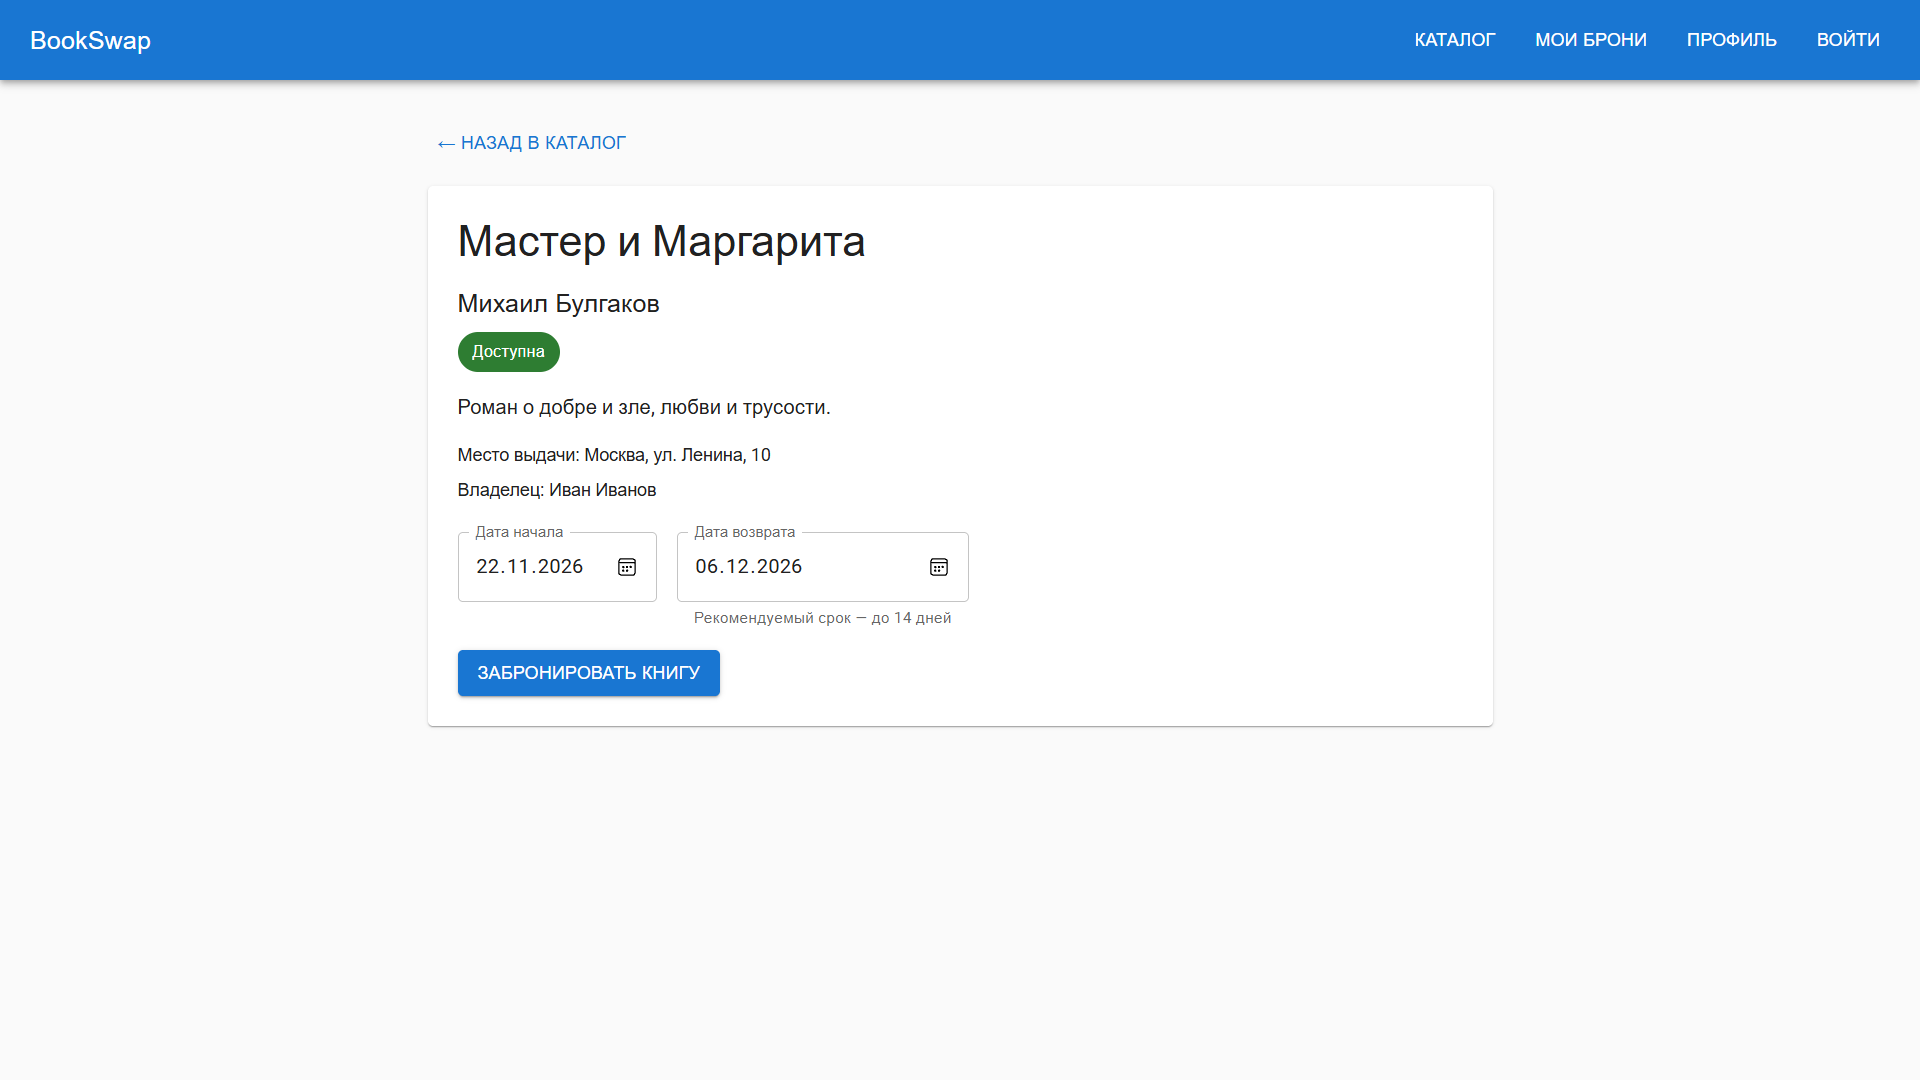 BookSwap
КАТАЛОГ
МОИ БРОНИ
ПРОФИЛЬ
ВОЙТИ
← НАЗАД В КАТАЛОГ
Мастер и Маргарита
Михаил Булгаков
Доступна
Роман о добре и зле, любви и трусости.
Место выдачи: Москва, ул. Ленина, 10
Владелец: Иван Иванов
Дата начала
22.11.2026
Дата возврата
06.12.2026
Рекомендуемый срок — до 14 дней
ЗАБРОНИРОВАТЬ КНИГУ